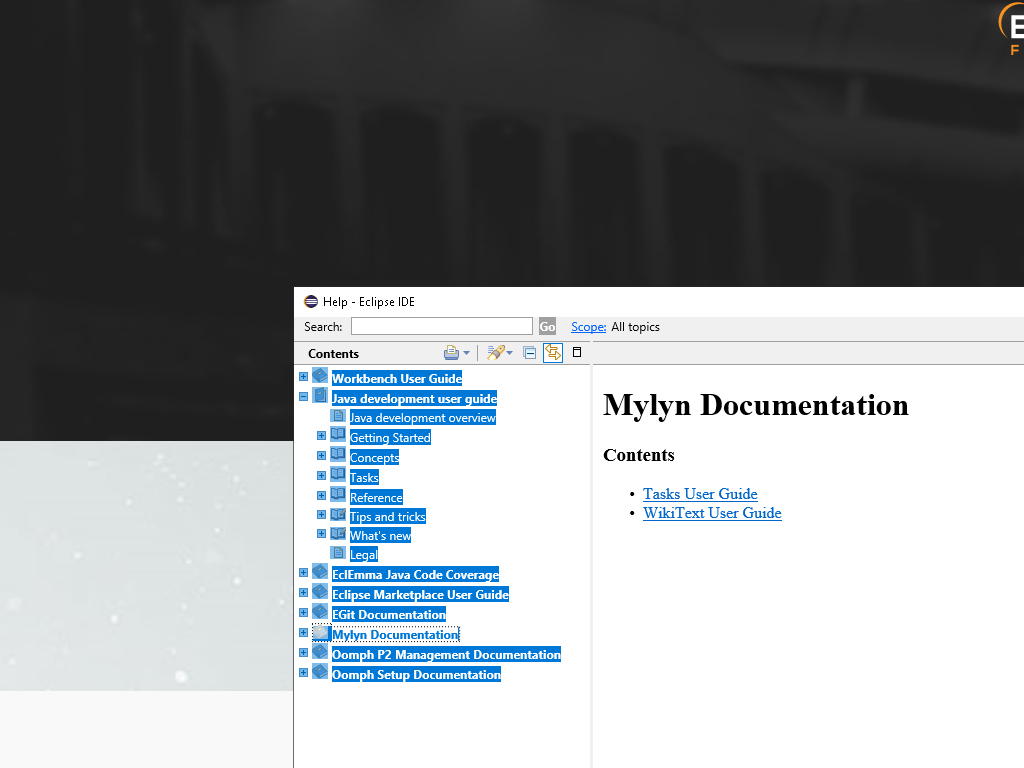 E
F
Help - Eclipse IDE
Search: Go Scope: All topics
Contents
Workbench User Guide
Java development user guide
Java development overview
Getting Started
Concepts
Tasks
Reference
Tips and tricks
What's new
Legal
EclEmma Java Code Coverage
Eclipse Marketplace User Guide
EGit Documentation
Mylyn Documentation
Oomph P2 Management Documentation
Oomph Setup Documentation
Mylyn Documentation
Contents
• Tasks User Guide
• WikiText User Guide